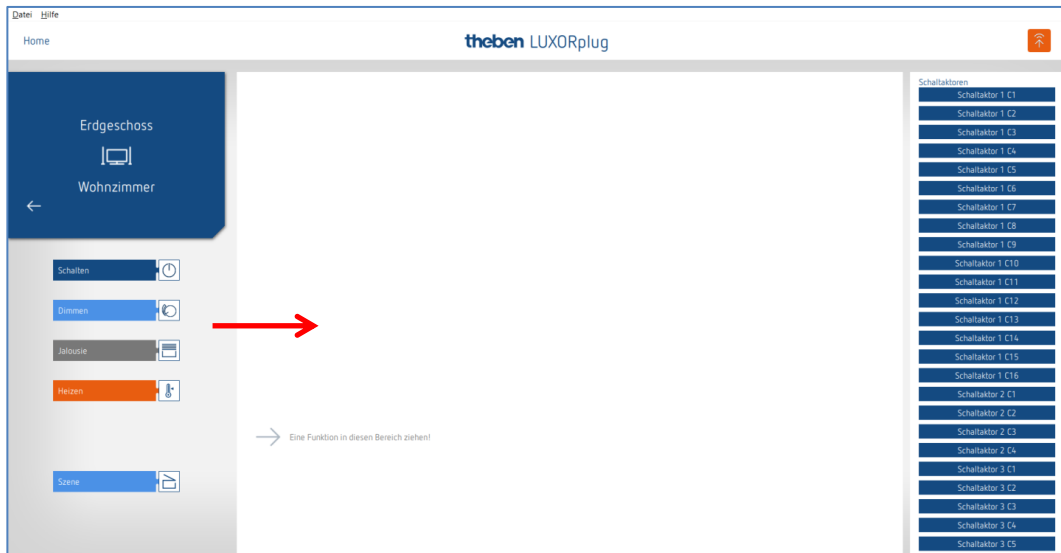 Datei Hilfe
Home
theben LUXORplug
Erdgeschoss
Wohnzimmer
Schalten
Dimmen
Jalousie
Heizen
Szene
Eine Funktion in diesen Bereich ziehen!
Schaltaktoren
Schaltaktor 1 C1
Schaltaktor 1 C2
Schaltaktor 1 C3
Schaltaktor 1 C4
Schaltaktor 1 C5
Schaltaktor 1 C6
Schaltaktor 1 C7
Schaltaktor 1 C8
Schaltaktor 1 C9
Schaltaktor 1 C10
Schaltaktor 1 C11
Schaltaktor 1 C12
Schaltaktor 1 C13
Schaltaktor 1 C14
Schaltaktor 1 C15
Schaltaktor 1 C16
Schaltaktor 2 C1
Schaltaktor 2 C2
Schaltaktor 2 C3
Schaltaktor 2 C4
Schaltaktor 3 C1
Schaltaktor 3 C2
Schaltaktor 3 C3
Schaltaktor 3 C4
Schaltaktor 3 C5